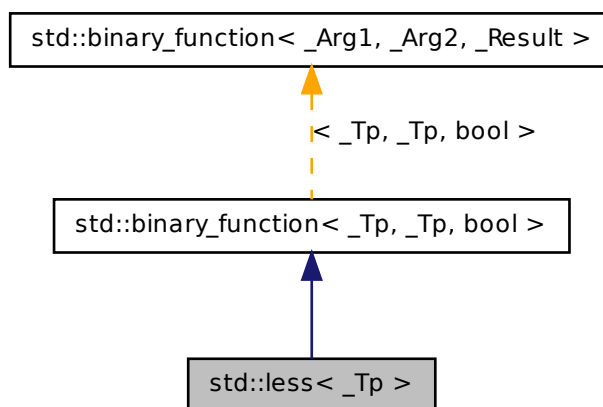 std::binary_function< _Arg1, _Arg2, _Result >
< _Tp, _Tp, bool >
std::binary_function< _Tp, _Tp, bool >
std::less< _Tp >